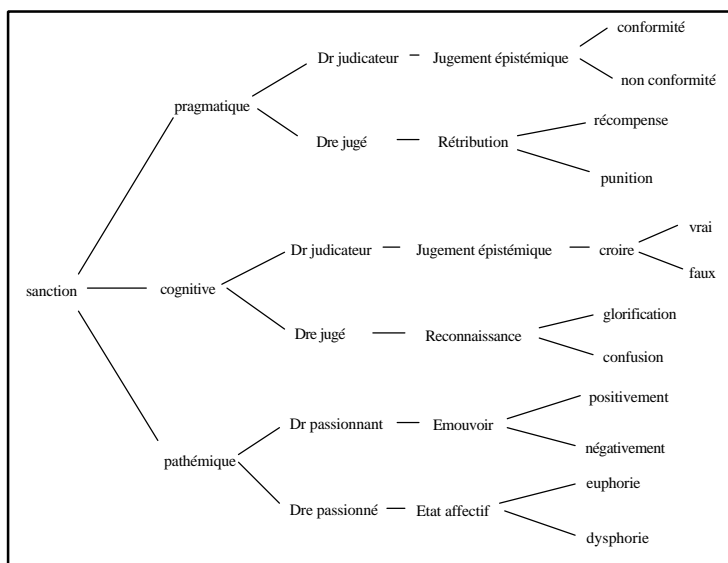 conformité
Dr judicateur
Jugement épistémique
non conformité
pragmatique
récompense
Dre jugé
Rétribution
punition
vrai
Dr judicateur
Jugement épistémique
croire
faux
sanction
cognitive
glorification
Dre jugé
Reconnaissance
confusion
positivement
Dr passionnant
Emouvoir
négativement
pathémique
euphorie
Dre passionné
Etat affectif
dysphorie